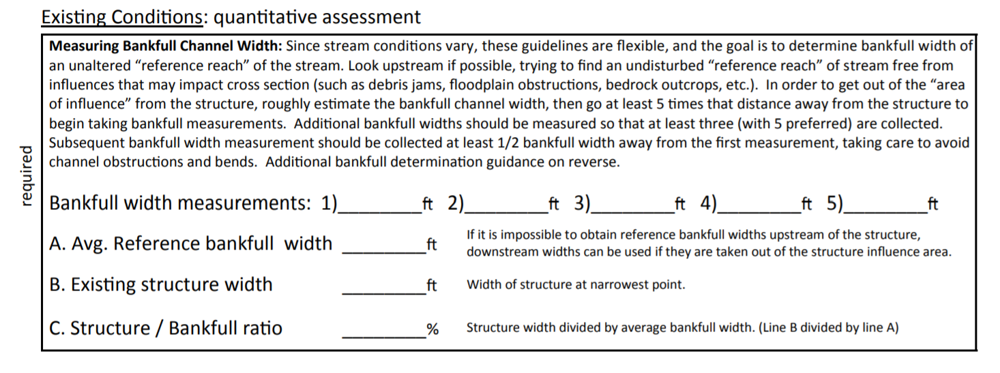 Existing Conditions: quantitative assessment
Measuring Bankfull Channel Width: Since stream conditions vary, these guidelines are flexible, and the goal is to determine bankfull width of
an unaltered “reference reach” of the stream. Look upstream if possible, trying to find an undisturbed “reference reach” of stream free from
influences that may impact cross section (such as debris jams, floodplain obstructions, bedrock outcrops, etc.).  In order to get out of the “area
of influence” from the structure, roughly estimate the bankfull channel width, then go at least 5 times that distance away from the structure to
begin taking bankfull measurements.  Additional bankfull widths should be measured so that at least three (with 5 preferred) are collected.
Subsequent bankfull width measurement should be collected at least 1/2 bankfull width away from the first measurement, taking care to avoid
channel obstructions and bends.  Additional bankfull determination guidance on reverse.
required
Bankfull width measurements:  1)________ft  2)________ft  3)________ft  4)________ft  5)________ft
A. Avg. Reference bankfull  width ________ft
If it is impossible to obtain reference bankfull widths upstream of the structure,
downstream widths can be used if they are taken out of the structure influence area.
B. Existing structure width ________ft Width of structure at narrowest point.
C. Structure / Bankfull ratio ________% Structure width divided by average bankfull width. (Line B divided by line A)